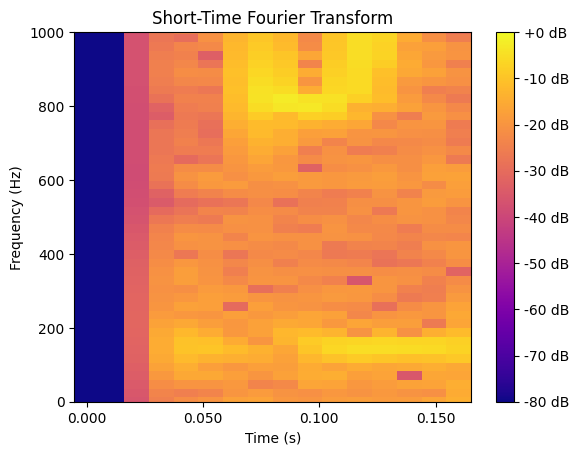 Short-Time Fourier Transform
1000
800
600
400
200
0
Frequency (Hz)
0.000
0.050
0.100
0.150
Time (s)
+0 dB
-10 dB
-20 dB
-30 dB
-40 dB
-50 dB
-60 dB
-70 dB
-80 dB